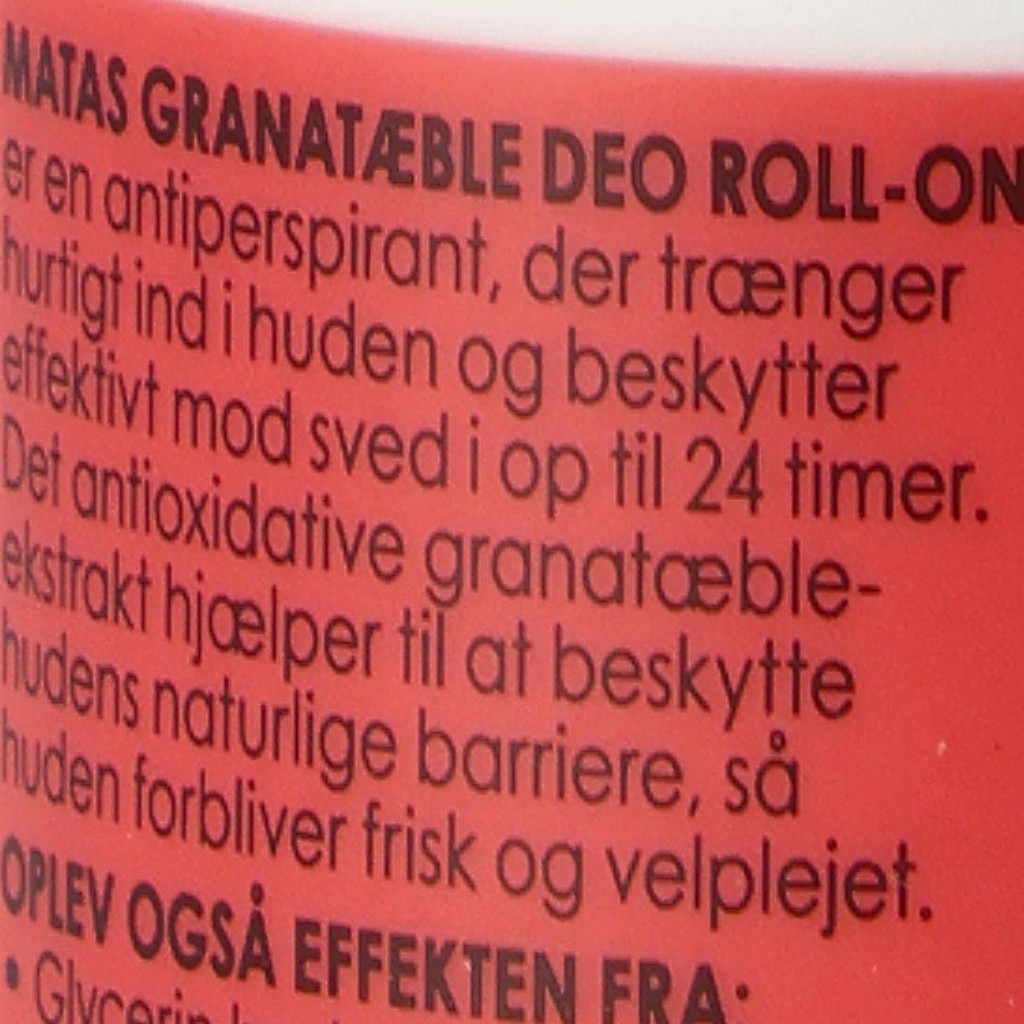 MATAS GRANATÆBLE DEO ROLL-ON
er en antiperspirant, der trænger
hurtigt ind i huden og beskytter
effektivt mod sved i op til 24 timer.
Det antioxidative granatæble-
ekstrakt hjælper til at beskytte
hudens naturlige barriere, så
huden forbliver frisk og velplejet.
OPLEV OGSÅ EFFEKTEN FRA:
• Glycerin